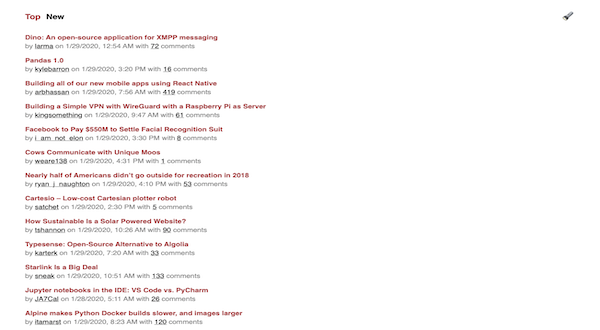 Top New
Dino: An open-source application for XMPP messaging
by larma on 1/29/2020, 12:54 AM with 72 comments
Pandas 1.0
by kylebarron on 1/29/2020, 3:20 PM with 16 comments
Building all of our new mobile apps using React Native
by arbhassan on 1/29/2020, 7:56 AM with 419 comments
Building a Simple VPN with WireGuard with a Raspberry Pi as Server
by kingsomething on 1/29/2020, 9:47 AM with 61 comments
Facebook to Pay $550M to Settle Facial Recognition Suit
by i_am_not_elon on 1/29/2020, 3:30 PM with 8 comments
Cows Communicate with Unique Moos
by weare138 on 1/29/2020, 4:31 PM with 1 comments
Nearly half of Americans didn't go outside for recreation in 2018
by ryan_j_naughton on 1/29/2020, 4:10 PM with 53 comments
Cartesio – Low-cost Cartesian plotter robot
by satchet on 1/29/2020, 2:30 PM with 5 comments
How Sustainable Is a Solar Powered Website?
by tshannon on 1/29/2020, 10:26 AM with 90 comments
Typesense: Open-Source Alternative to Algolia
by karterk on 1/29/2020, 7:20 AM with 33 comments
Starlink Is a Big Deal
by sneak on 1/29/2020, 10:51 AM with 133 comments
Jupyter notebooks in the IDE: VS Code vs. PyCharm
by JA7Cal on 1/28/2020, 5:11 AM with 26 comments
Alpine makes Python Docker builds slower, and images larger
by itamarst on 1/29/2020, 8:23 AM with 120 comments